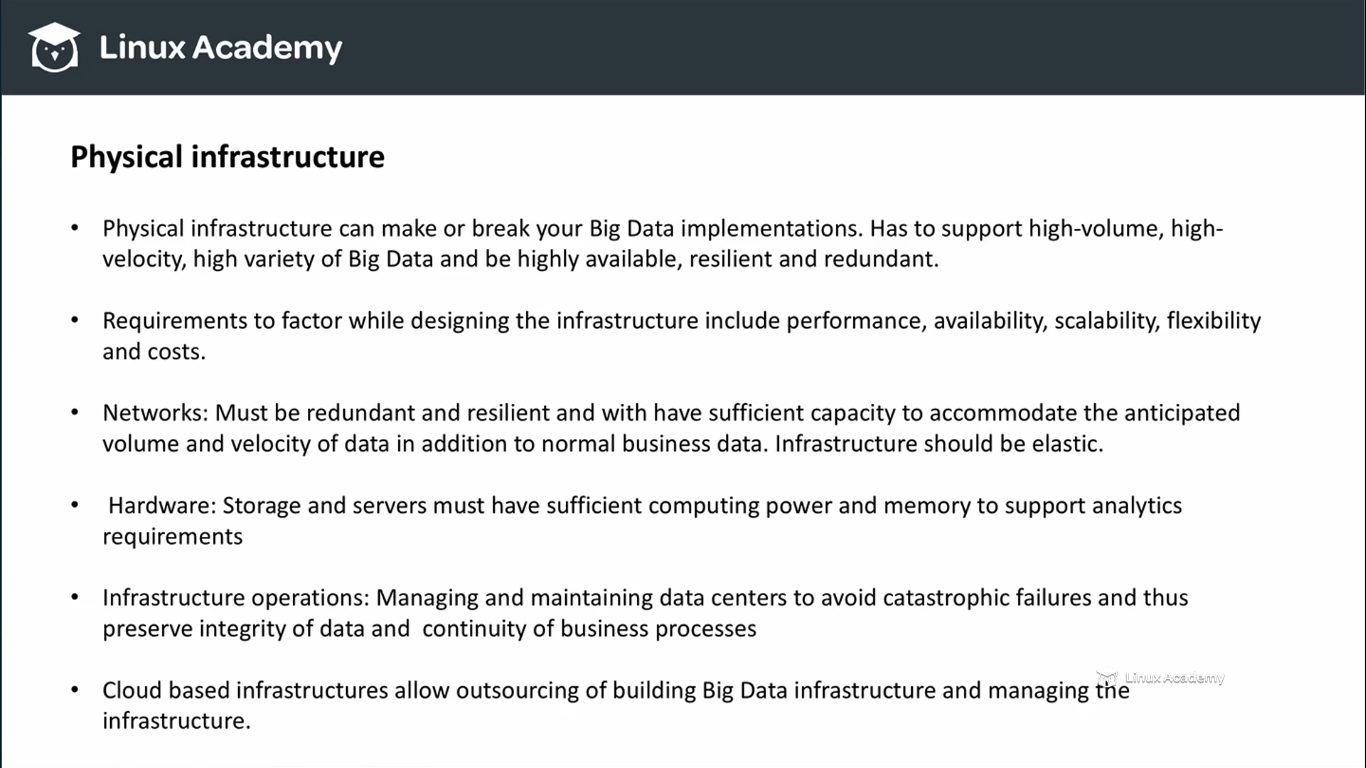 Linux Academy
Physical infrastructure
• Physical infrastructure can make or break your Big Data implementations. Has to support high-volume, high-
velocity, high variety of Big Data and be highly available, resilient and redundant.
• Requirements to factor while designing the infrastructure include performance, availability, scalability, flexibility
and costs.
• Networks: Must be redundant and resilient and with have sufficient capacity to accommodate the anticipated
volume and velocity of data in addition to normal business data. Infrastructure should be elastic.
• Hardware: Storage and servers must have sufficient computing power and memory to support analytics
requirements
• Infrastructure operations: Managing and maintaining data centers to avoid catastrophic failures and thus
preserve integrity of data and  continuity of business processes
• Cloud based infrastructures allow outsourcing of building Big Data infrastructure and managing the
infrastructure.
Linux Academy